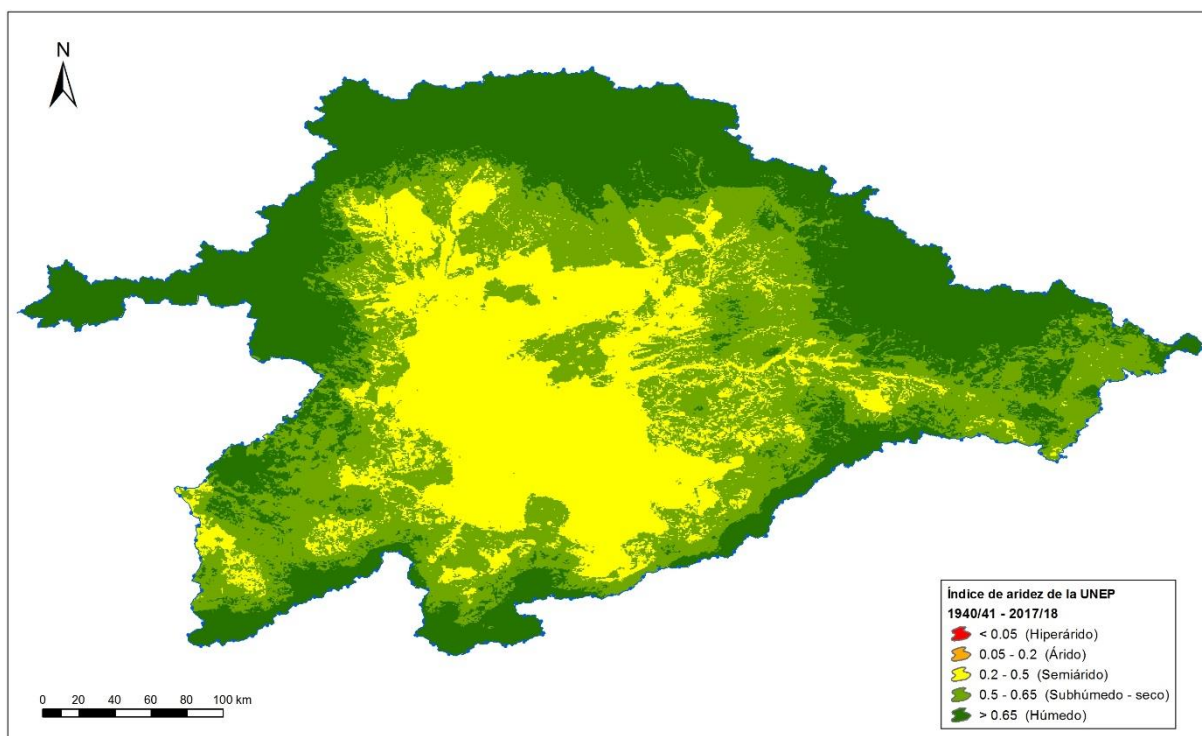 N
Índice de aridez de la UNEP
1940/41 - 2017/18
< 0.05 (Hiperárido)
0.05 - 0.2 (Árido)
0.2 - 0.5 (Semiárido)
0.5 - 0.65 (Subhúmedo - seco)
> 0.65 (Húmedo)
0 20 40 60 80 100 km